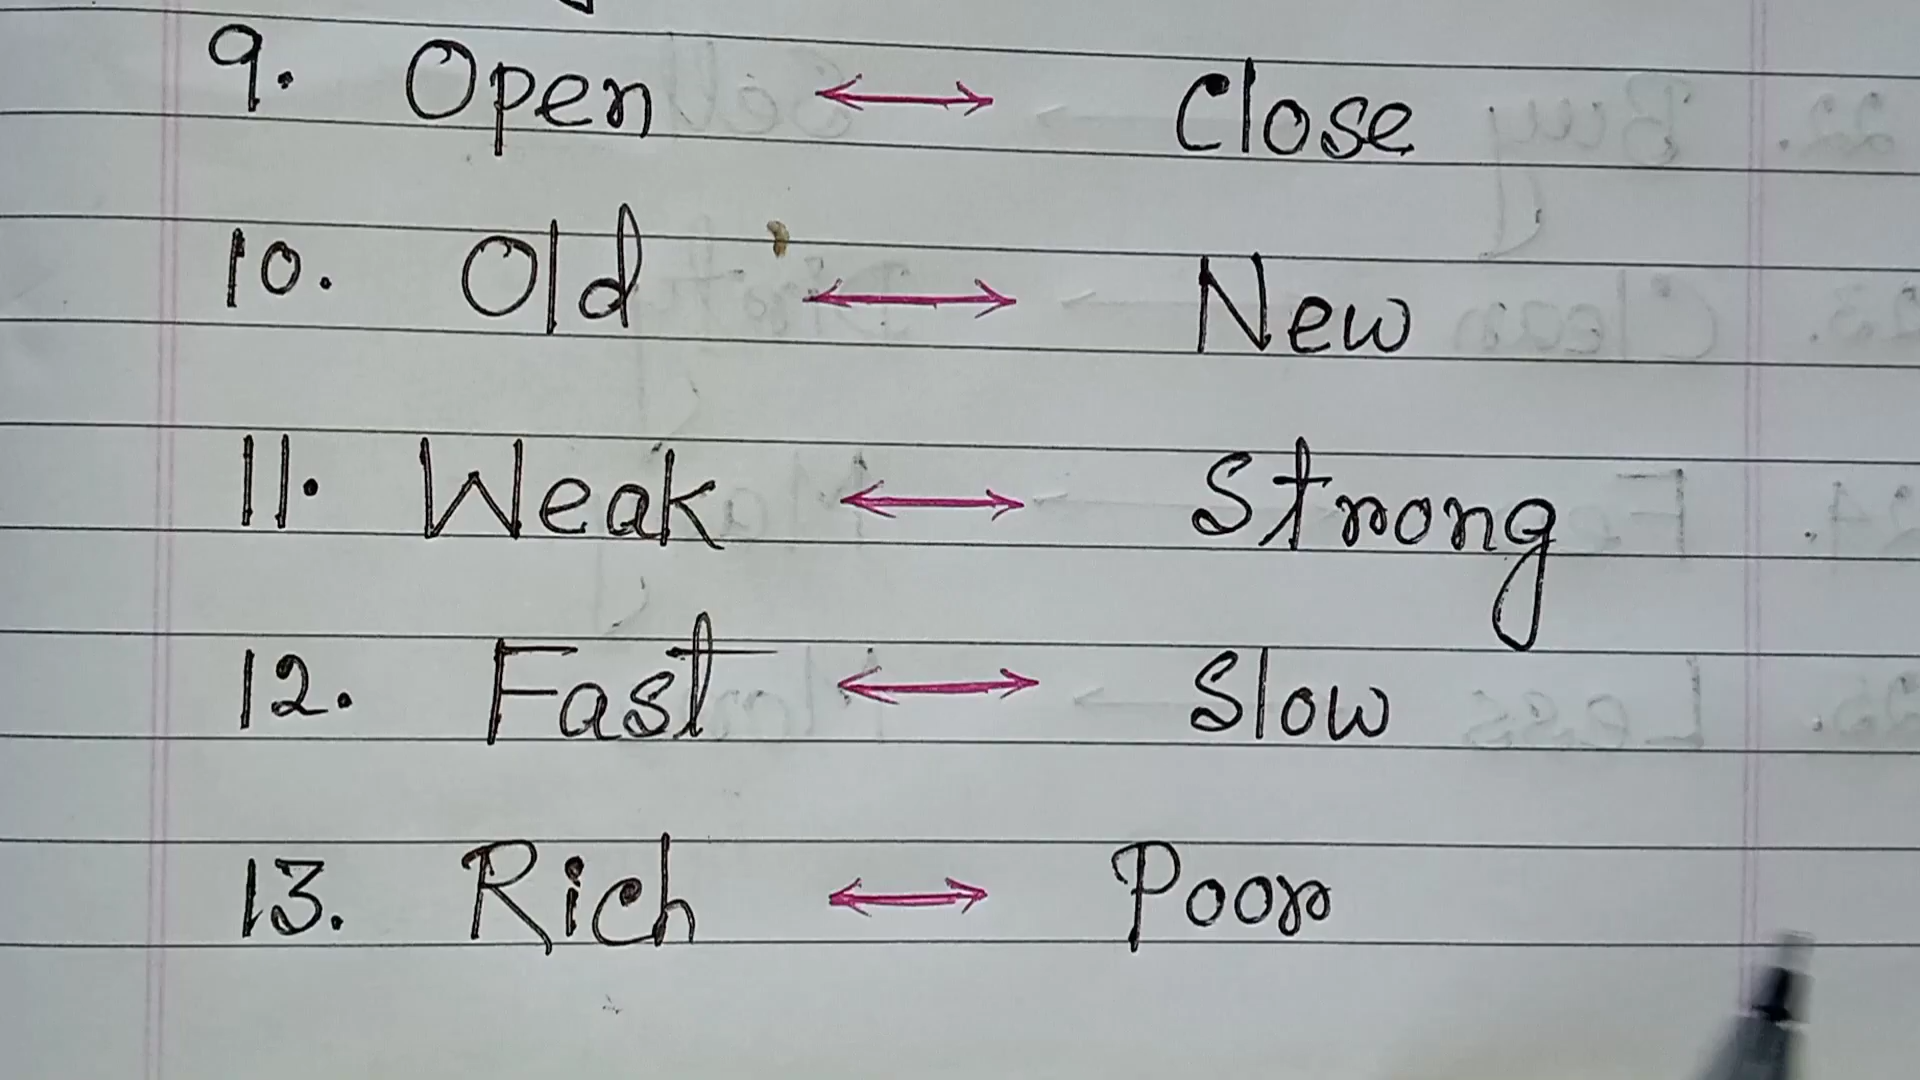 9. Open ↔ Close
10. Old ↔ New
11. Weak ↔ Strong
12. Fast ↔ Slow
13. Rich ↔ Poor